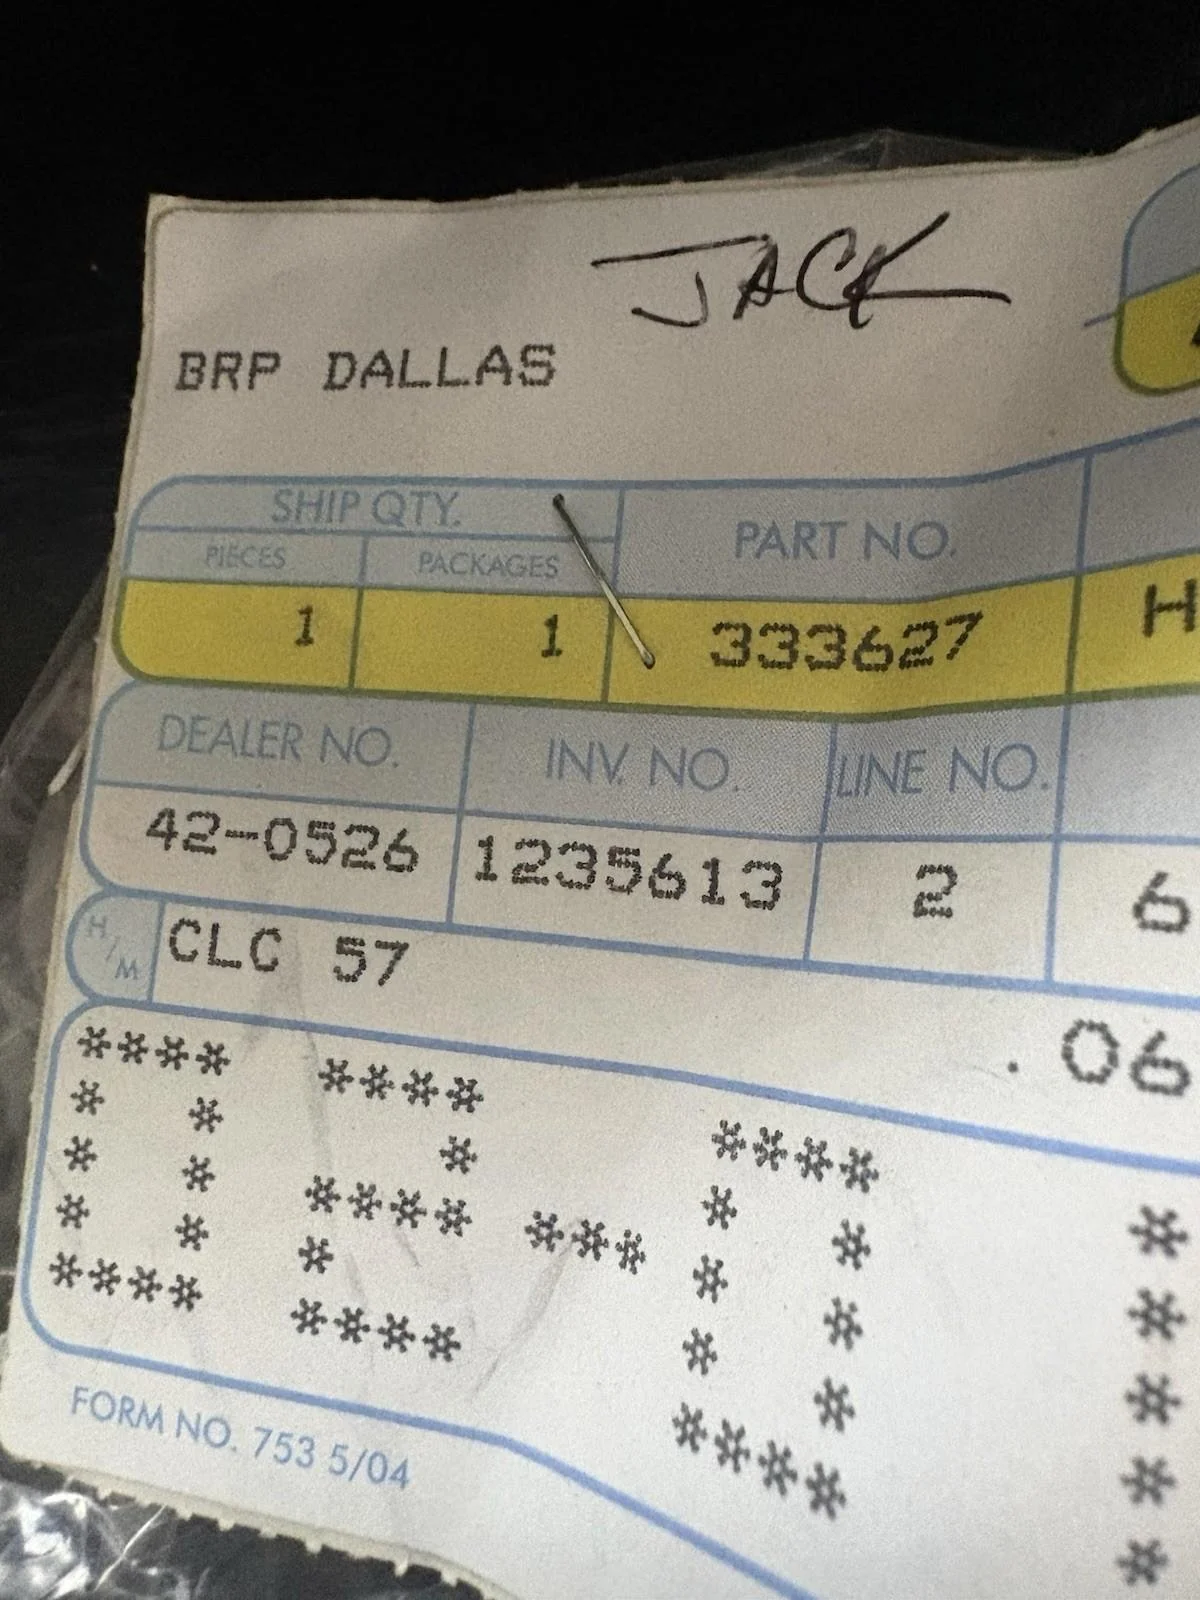 JACK
BRP DALLAS
SHIP QTY.
PIECES PACKAGES PART NO.
1 1 333627 H
DEALER NO. INV. NO. LINE NO.
42-0526 1235613 2 6
H/M CLC 57
.06
**** ****
* * * ****
* * **** *** * *
* * * * * *
**** **** * * *
**** *
*
FORM NO. 753 5/04